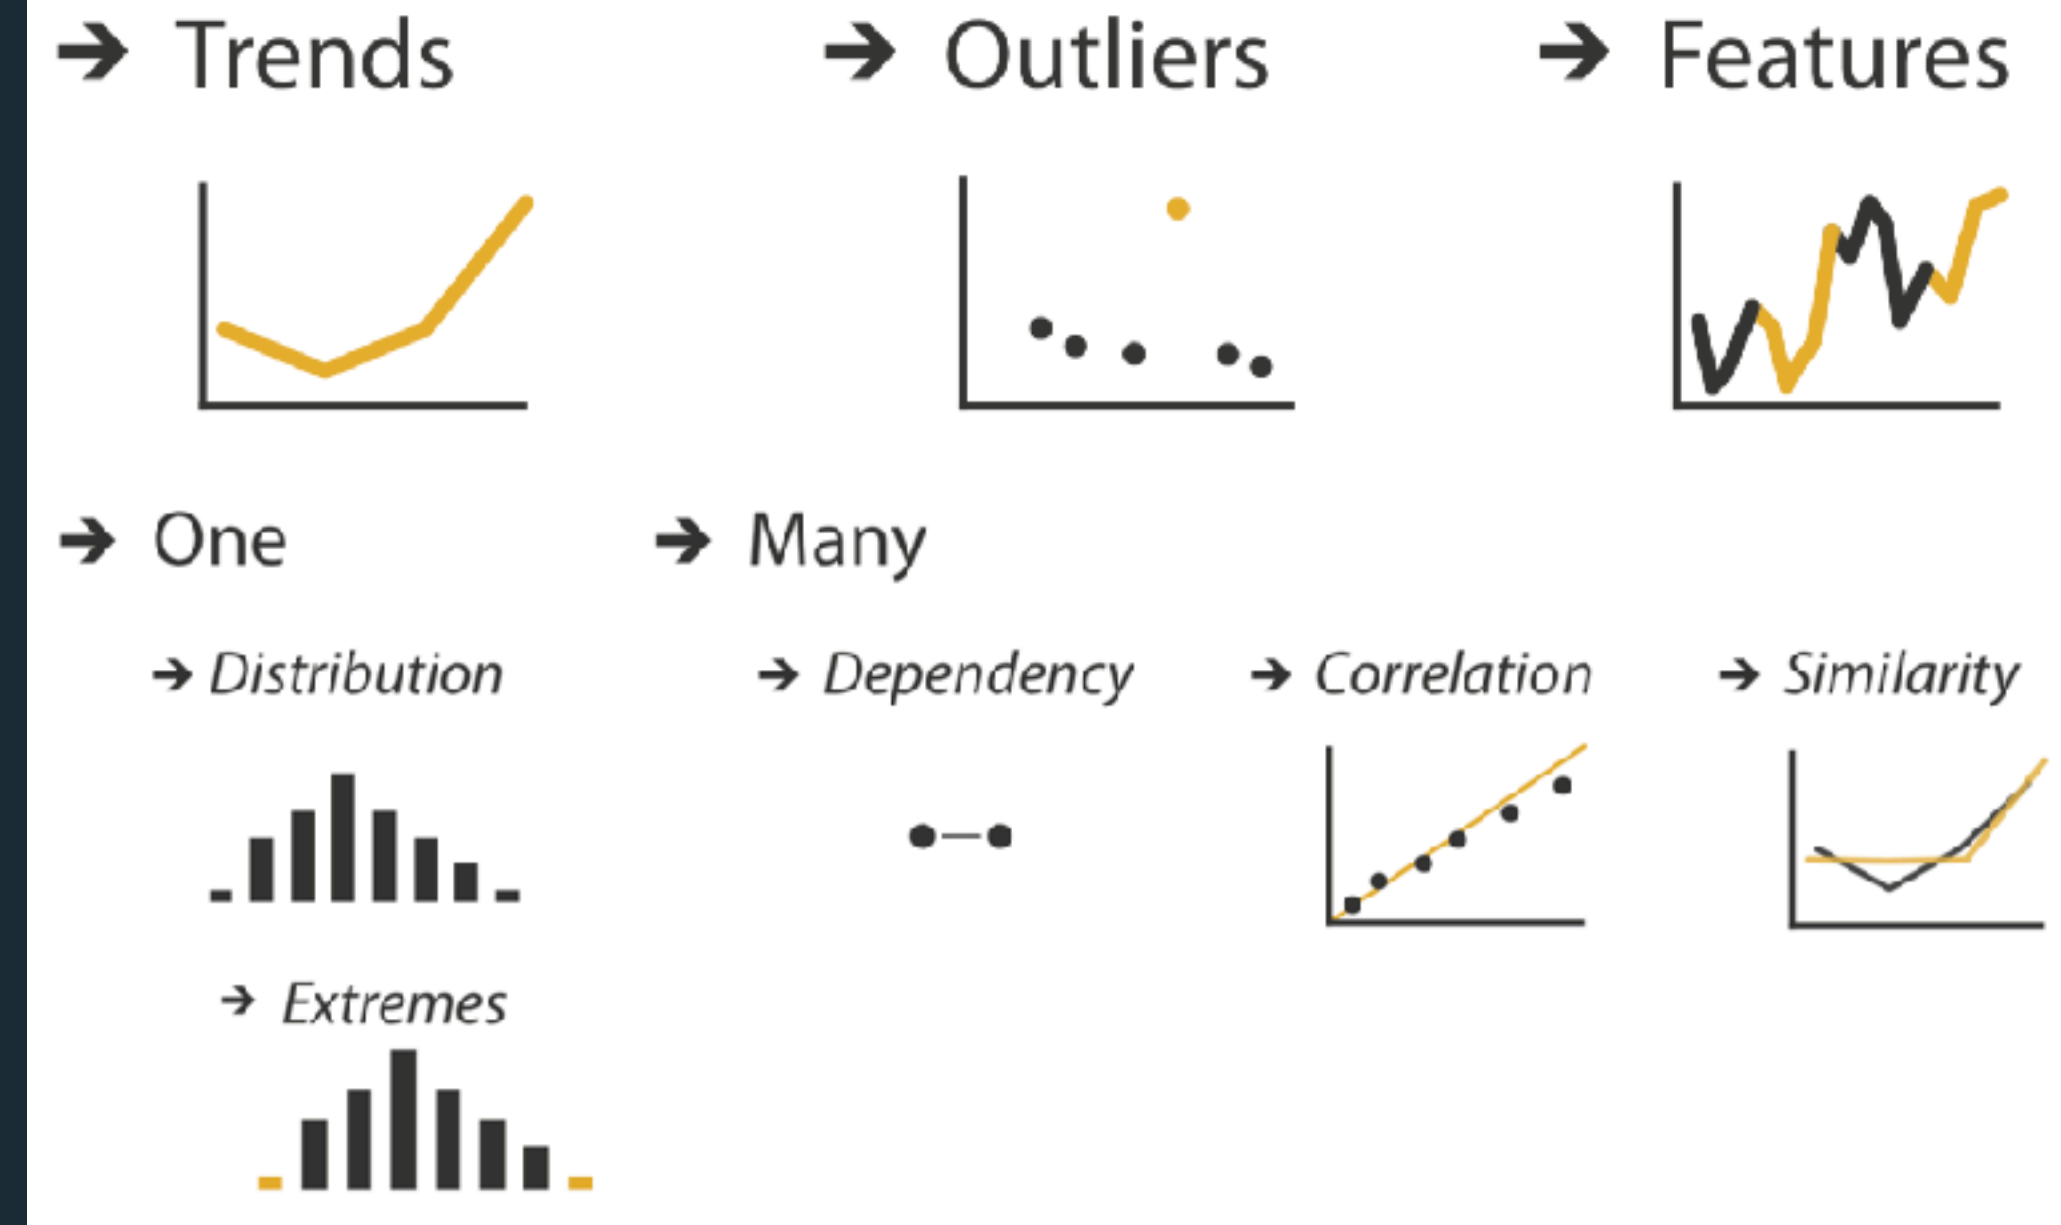 ➔ Trends
➔ Outliers
➔ Features
➔ One
➔ Many
➔ Distribution
➔ Dependency
➔ Correlation
➔ Similarity
➔ Extremes